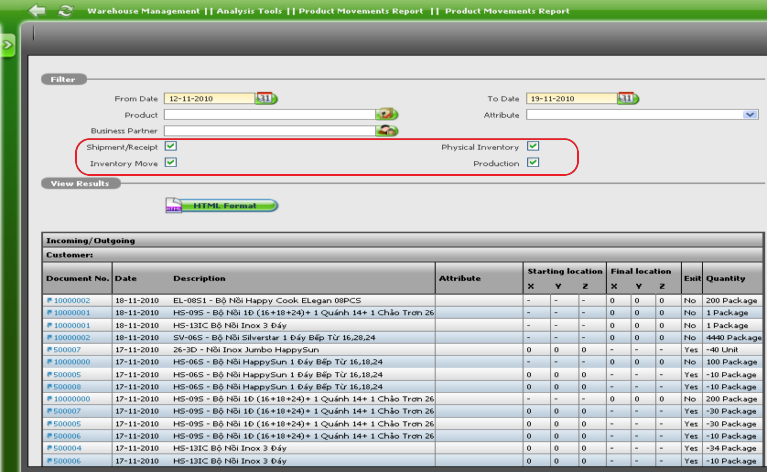 Warehouse Management || Analysis Tools || Product Movements Report || Product Movements Report
Filter
From Date 12-11-2010 31 To Date 19-11-2010 31
Product Attribute
Business Partner
Shipment/Receipt Physical Inventory
Inventory Move Production
View Results
HTML Format
Incoming/Outgoing
Customer:
Starting location Final location
Document No. Date Description Attribute Exit Quantity
X Y Z X Y Z
10000002 18-11-2010 EL-08S1 - Bộ Nồi Happy Cook ELegan 08PCS - - - 0 0 0 No 200 Package
10000001 18-11-2010 HS-09S - Bộ Nồi 1Đ (16+18+24)+ 1 Quánh 14+ 1 Chảo Trơn 26 - - - 0 0 0 No 1 Package
10000001 18-11-2010 HS-13IC Bộ Nồi Inox 3 Đáy - - - 0 0 0 No 1 Package
10000002 18-11-2010 SV-06S - Bộ Nồi Silverstar 1 Đáy Bếp Từ 16,28,24 - - - 0 0 0 No 4440 Package
500007 17-11-2010 26-3D - Nồi Inox Jumbo HappySun 0 0 0 - - - Yes -40 Unit
10000000 17-11-2010 HS-06S - Bộ Nồi HappySun 1 Đáy Bếp Từ 16,18,24 - - - 0 0 0 No 100 Package
500005 17-11-2010 HS-06S - Bộ Nồi HappySun 1 Đáy Bếp Từ 16,18,24 0 0 0 - - - Yes -10 Package
500008 17-11-2010 HS-06S - Bộ Nồi HappySun 1 Đáy Bếp Từ 16,18,24 0 0 0 - - - Yes -10 Package
10000000 17-11-2010 HS-09S - Bộ Nồi 1Đ (16+18+24)+ 1 Quánh 14+ 1 Chảo Trơn 26 - - - 0 0 0 No 200 Package
500007 17-11-2010 HS-09S - Bộ Nồi 1Đ (16+18+24)+ 1 Quánh 14+ 1 Chảo Trơn 26 0 0 0 - - - Yes -30 Package
500005 17-11-2010 HS-09S - Bộ Nồi 1Đ (16+18+24)+ 1 Quánh 14+ 1 Chảo Trơn 26 0 0 0 - - - Yes -30 Package
500006 17-11-2010 HS-09S - Bộ Nồi 1Đ (16+18+24)+ 1 Quánh 14+ 1 Chảo Trơn 26 0 0 0 - - - Yes -10 Package
500004 17-11-2010 HS-13IC Bộ Nồi Inox 3 Đáy 0 0 0 - - - Yes -34 Package
500006 17-11-2010 HS-13IC Bộ Nồi Inox 3 Đáy 0 0 0 - - - Yes -10 Package